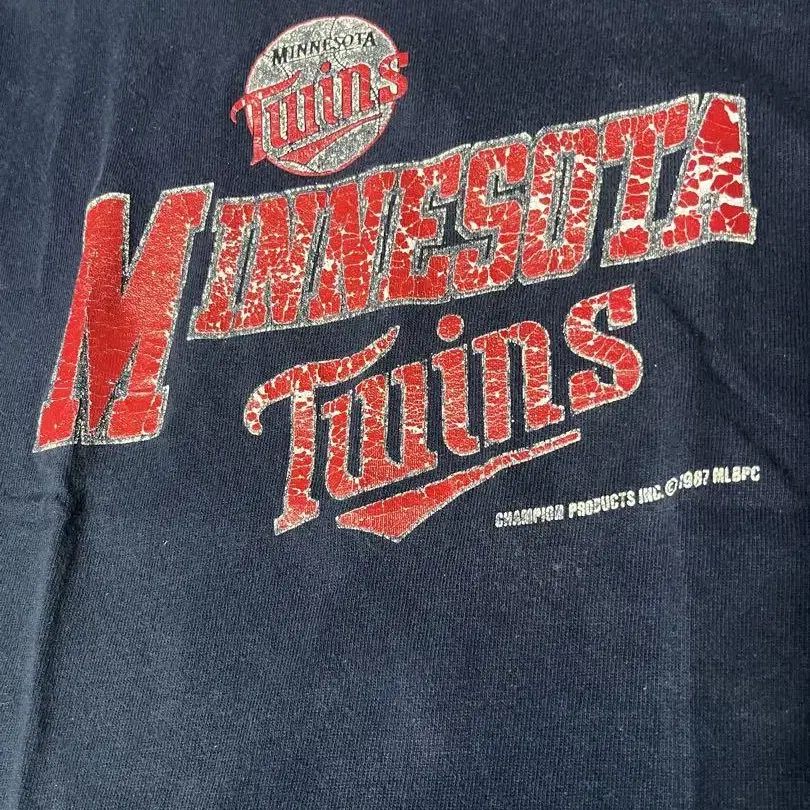 MINNESOTA
Twins
MINNESOTA
Twins
CHAMPION PRODUCTS INC. © 1987 MLBPC